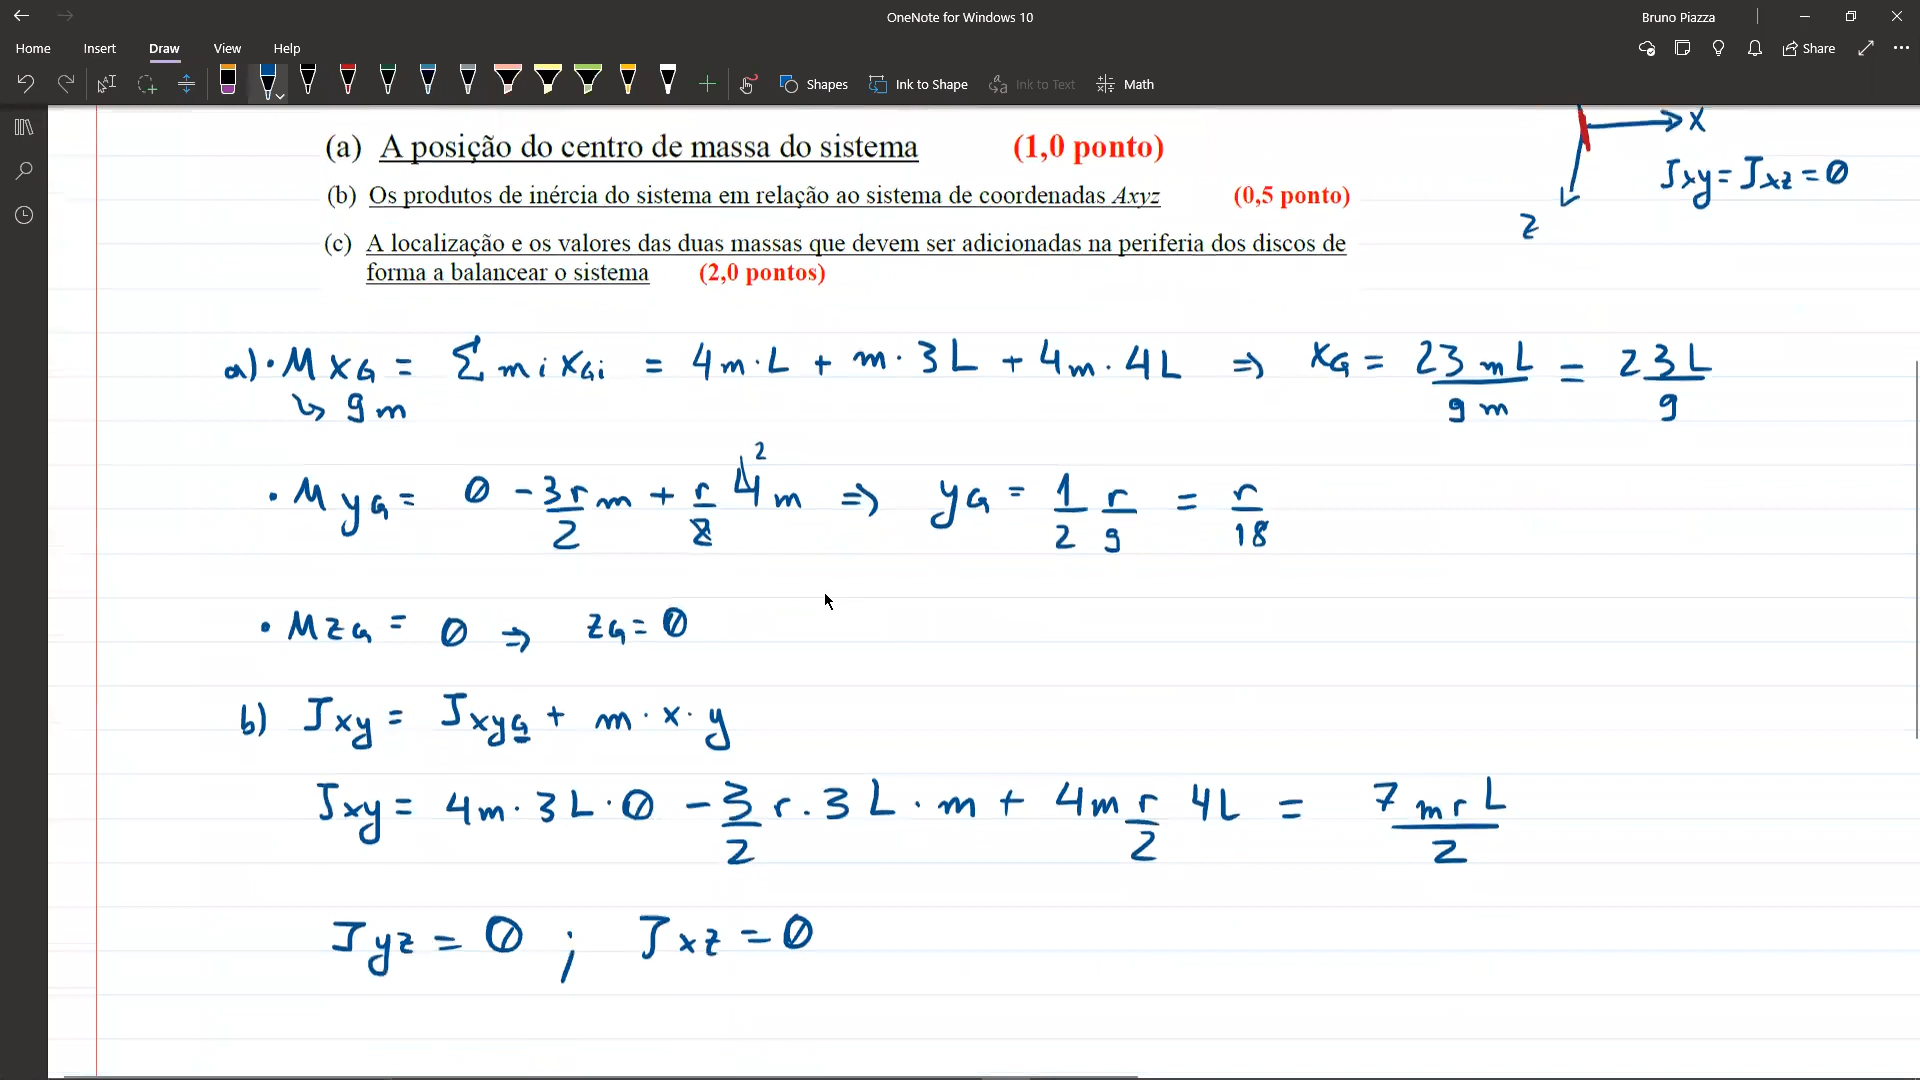 OneNote for Windows 10
Bruno Piazza
Home Insert Draw View Help
Share
Shapes Ink to Shape Ink to Text Math
(a) A posição do centro de massa do sistema (1,0 ponto)
(b) Os produtos de inércia do sistema em relação ao sistema de coordenadas Axyz (0,5 ponto)
(c) A localização e os valores das duas massas que devem ser adicionadas na periferia dos discos de
forma a balancear o sistema (2,0 pontos)
x
Jxy = Jxz = 0
z
a) • M xG = Σ mi xGi = 4m · L + m · 3L + 4m · 4L ⇒ xG = 23 mL / 9m = 23L / 9
↳ 9m
• M yG = 0 - 3r/2 m + r/2 4² m ⇒ yG = 1/2 r/9 = r/18
• M zG = 0 ⇒ zG = 0
b) Jxy = JxyG + m · x · y
Jxy = 4m · 3L · 0 - 3/2 r · 3L · m + 4m r/2 4L = 7 mrL / 2
Jyz = 0 ; Jxz = 0